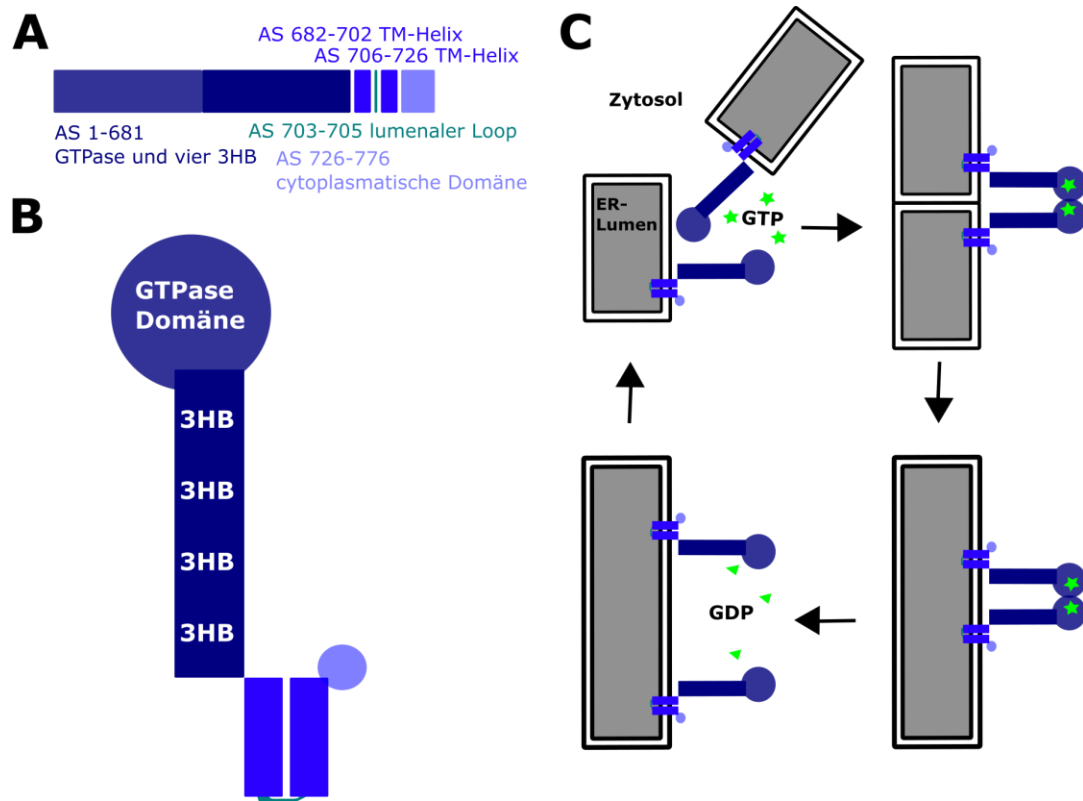 A
AS 682-702 TM-Helix
AS 706-726 TM-Helix
AS 1-681
GTPase und vier 3HB
AS 703-705 lumenaler Loop
AS 726-776
cytoplasmatische Domäne
B
GTPase
Domäne
3HB
3HB
3HB
3HB
C
Zytosol
ER-
Lumen
GTP
GDP